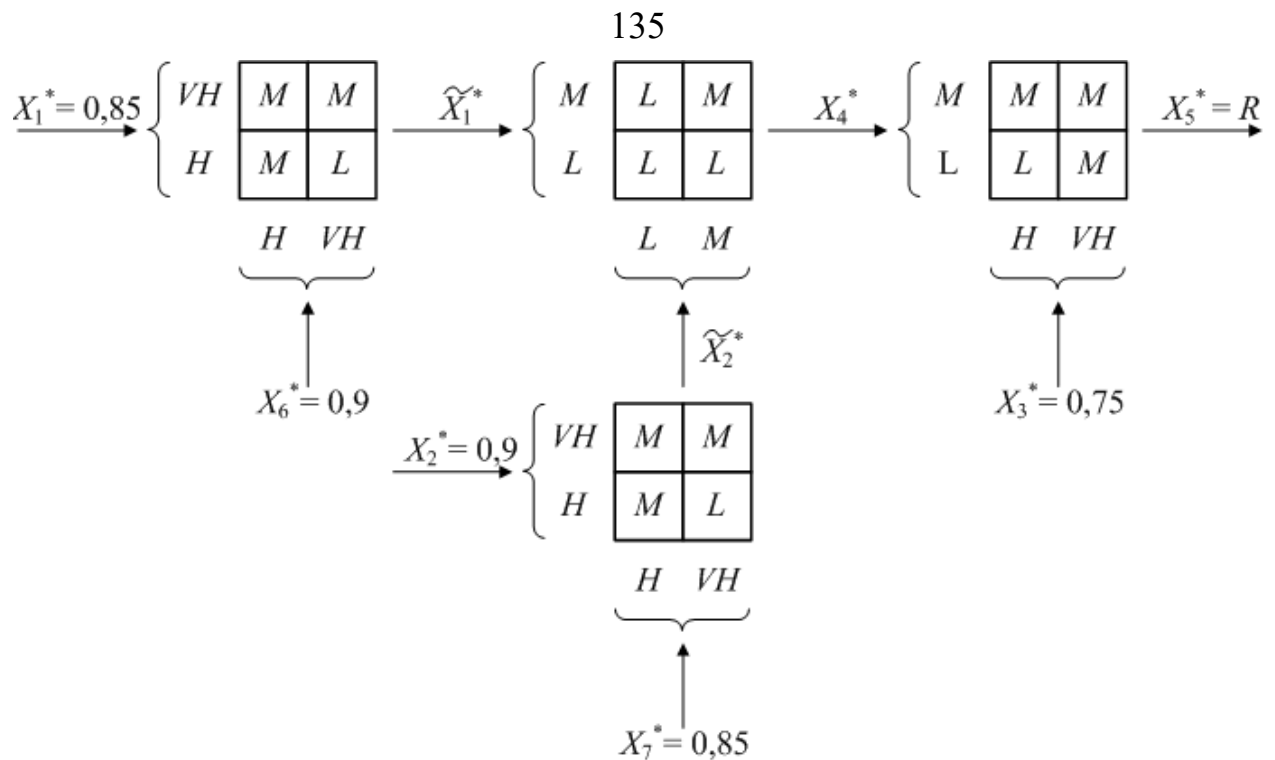 135
X₁* = 0,85 VH M M X̃₁* M L M X₄* M M M X₅* = R
H M L L L L L L M
H VH L M H VH
X₆* = 0,9 X̃₂* X₃* = 0,75
X₂* = 0,9 VH M M
H M L
H VH
X₇* = 0,85